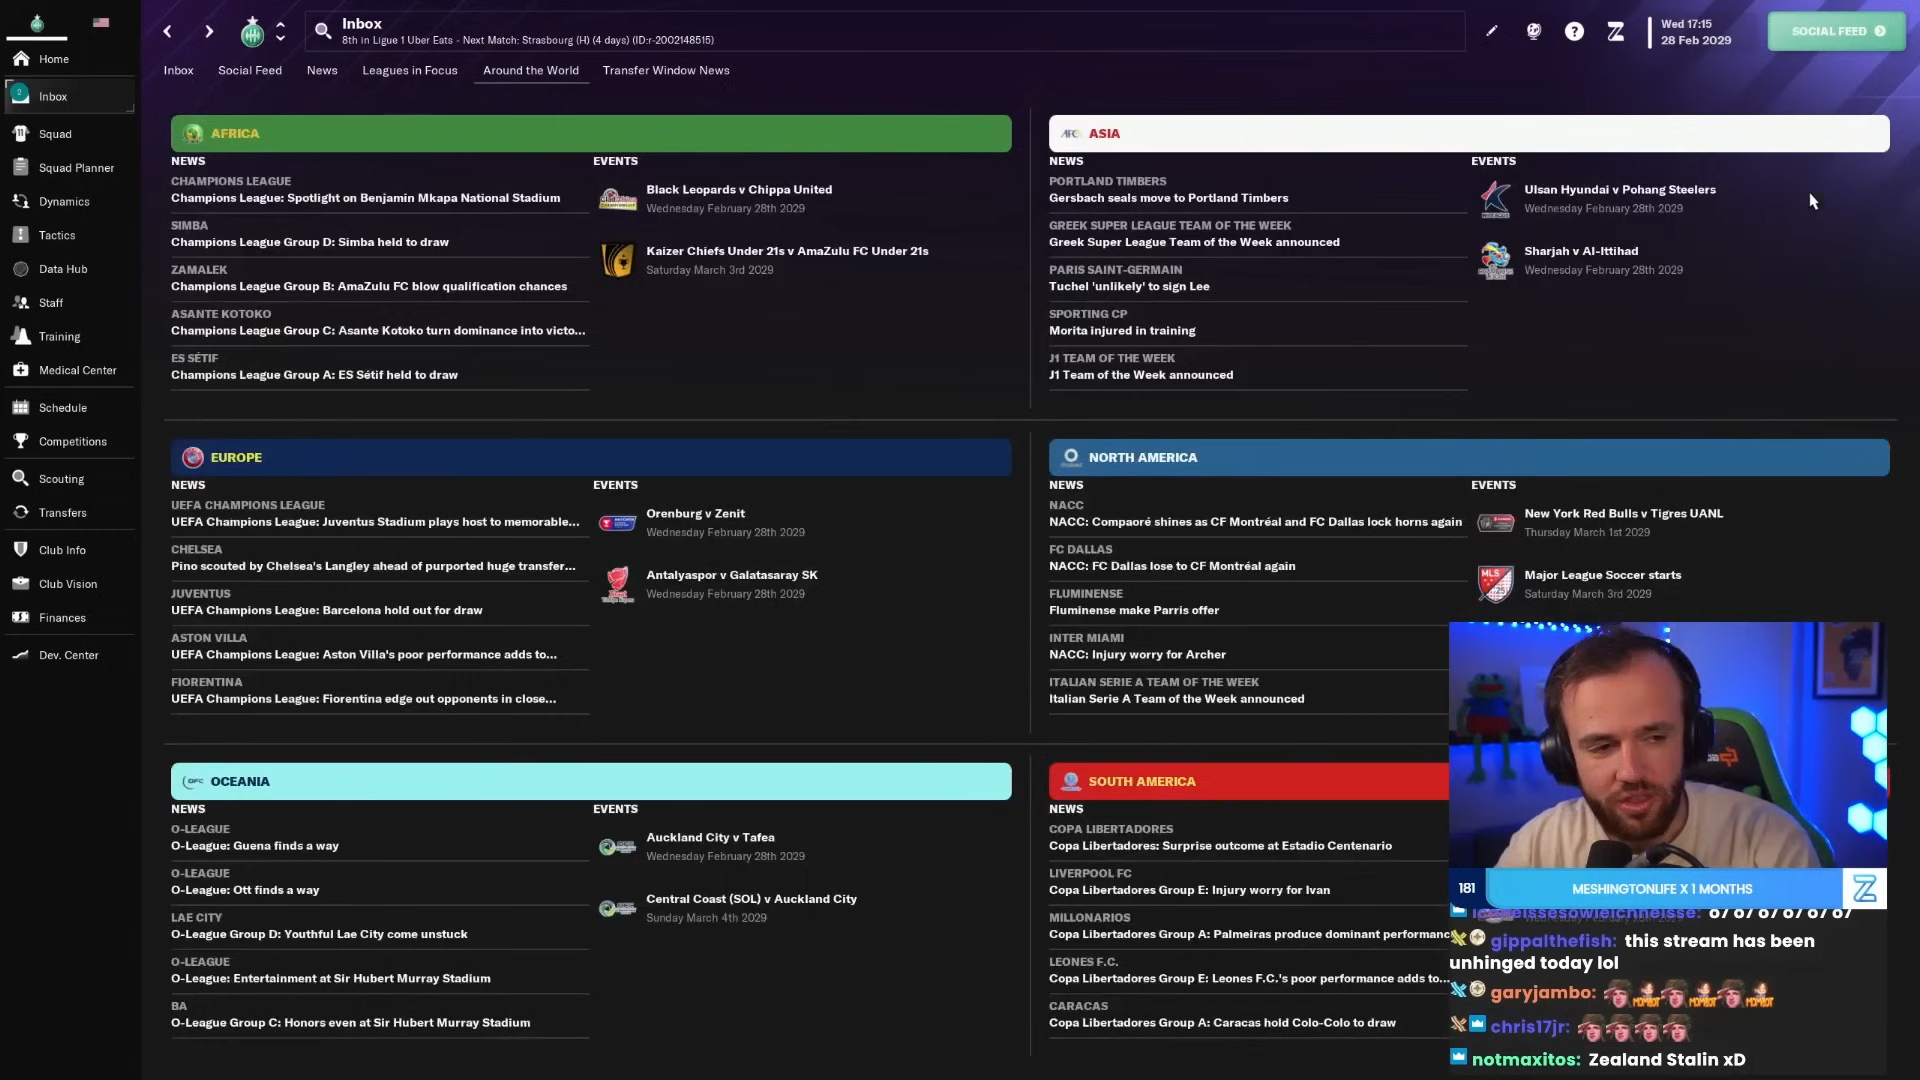 Inbox
8th in Ligue 1 Uber Eats - Next Match: Strasbourg (H) (4 days) (ID:r-2002148515)
Wed 17:15
28 Feb 2029
SOCIAL FEED
Inbox
Social Feed
News
Leagues in Focus
Around the World
Transfer Window News
Home
2
Inbox
Squad
Squad Planner
Dynamics
Tactics
Data Hub
Staff
Training
Medical Center
Schedule
Competitions
Scouting
Transfers
Club Info
Club Vision
Finances
Dev. Center
AFRICA
NEWS
CHAMPIONS LEAGUE
Champions League: Spotlight on Benjamin Mkapa National Stadium
SIMBA
Champions League Group D: Simba held to draw
ZAMALEK
Champions League Group B: AmaZulu FC blow qualification chances
ASANTE KOTOKO
Champions League Group C: Asante Kotoko turn dominance into victo...
ES SÉTIF
Champions League Group A: ES Sétif held to draw
EVENTS
Black Leopards v Chippa United
Wednesday February 28th 2029
Kaizer Chiefs Under 21s v AmaZulu FC Under 21s
Saturday March 3rd 2029
AFC
ASIA
NEWS
PORTLAND TIMBERS
Gersbach seals move to Portland Timbers
GREEK SUPER LEAGUE TEAM OF THE WEEK
Greek Super League Team of the Week announced
PARIS SAINT-GERMAIN
Tuchel 'unlikely' to sign Lee
SPORTING CP
Morita injured in training
J1 TEAM OF THE WEEK
J1 Team of the Week announced
EVENTS
Ulsan Hyundai v Pohang Steelers
Wednesday February 28th 2029
Sharjah v Al-Ittihad
Wednesday February 28th 2029
EUROPE
NEWS
UEFA CHAMPIONS LEAGUE
UEFA Champions League: Juventus Stadium plays host to memorable...
CHELSEA
Pino scouted by Chelsea's Langley ahead of purported huge transfer...
JUVENTUS
UEFA Champions League: Barcelona hold out for draw
ASTON VILLA
UEFA Champions League: Aston Villa's poor performance adds to...
FIORENTINA
UEFA Champions League: Fiorentina edge out opponents in close...
EVENTS
Orenburg v Zenit
Wednesday February 28th 2029
Antalyaspor v Galatasaray SK
Wednesday February 28th 2029
NORTH AMERICA
NEWS
NACC
NACC: Compaoré shines as CF Montréal and FC Dallas lock horns again
FC DALLAS
NACC: FC Dallas lose to CF Montréal again
FLUMINENSE
Fluminense make Parris offer
INTER MIAMI
NACC: Injury worry for Archer
ITALIAN SERIE A TEAM OF THE WEEK
Italian Serie A Team of the Week announced
EVENTS
New York Red Bulls v Tigres UANL
Thursday March 1st 2029
MLS
Major League Soccer starts
Saturday March 3rd 2029
OFC
OCEANIA
NEWS
O-LEAGUE
O-League: Guena finds a way
O-LEAGUE
O-League: Ott finds a way
LAE CITY
O-League Group D: Youthful Lae City come unstuck
O-LEAGUE
O-League: Entertainment at Sir Hubert Murray Stadium
BA
O-League Group C: Honors even at Sir Hubert Murray Stadium
EVENTS
Auckland City v Tafea
Wednesday February 28th 2029
Central Coast (SOL) v Auckland City
Sunday March 4th 2029
SOUTH AMERICA
NEWS
COPA LIBERTADORES
Copa Libertadores: Surprise outcome at Estadio Centenario
LIVERPOOL FC
Copa Libertadores Group E: Injury worry for Ivan
MILLONARIOS
Copa Libertadores Group A: Palmeiras produce dominant performanc
LEONES F.C.
Copa Libertadores Group E: Leones F.C.'s poor performance adds to...
CARACAS
Copa Libertadores Group A: Caracas hold Colo-Colo to draw
181
MESHINGTONLIFE X 1 MONTHS
Z
o7 o7 o7 o7 o7 o7
gippalthefish: this stream has been
unhinged today lol
garyjambo:
chris17jr:
notmaxitos: Zealand Stalin xD